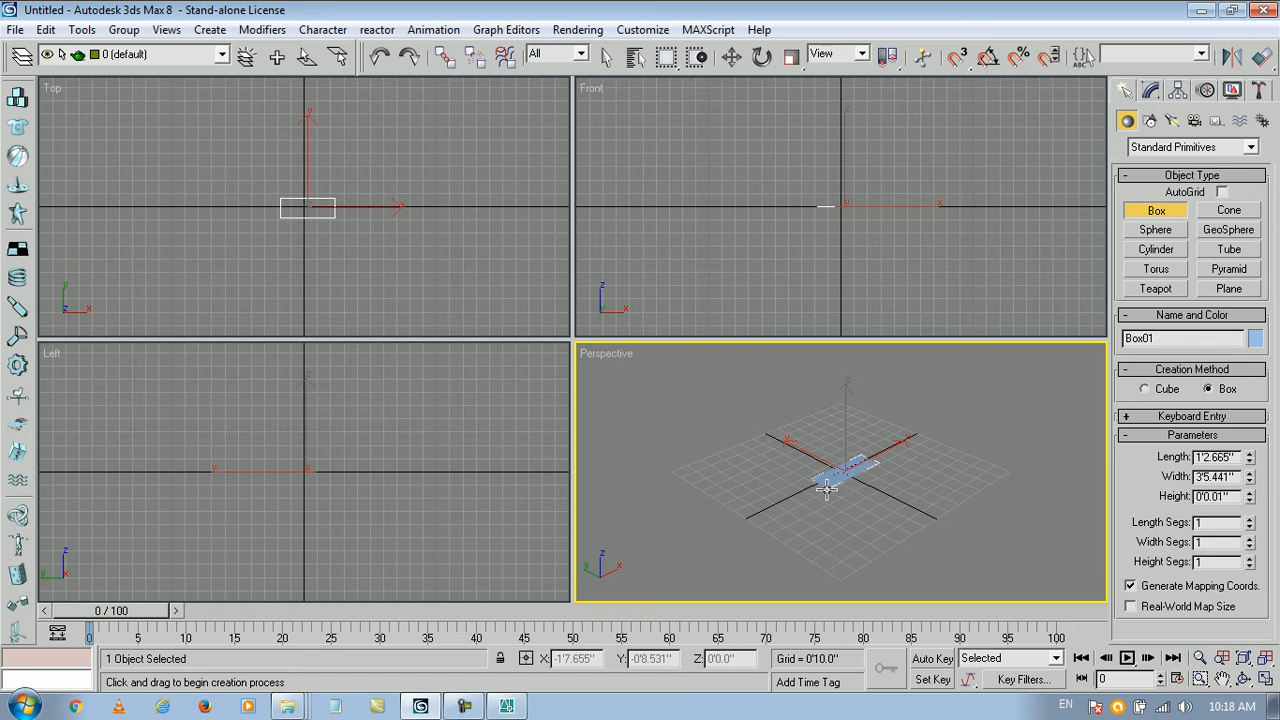 Untitled - Autodesk 3ds Max 8 - Stand-alone License
File Edit Tools Group Views Create Modifiers Character reactor Animation Graph Editors Rendering Customize MAXScript Help
0 (default) All View ABC
Top
Front
Left
Perspective
Standard Primitives
- Object Type
AutoGrid
Box Cone
Sphere GeoSphere
Cylinder Tube
Torus Pyramid
Teapot Plane
- Name and Color
Box01
- Creation Method
Cube Box
+ Keyboard Entry
- Parameters
Length: 1'2.665"
Width: 3'5.441"
Height: 0'0.01"
Length Segs: 1
Width Segs: 1
Height Segs: 1
Generate Mapping Coords.
Real-World Map Size
< 0 / 100 >
0 5 10 15 20 25 30 35 40 45 50 55 60 65 70 75 80 85 90 95 100
1 Object Selected X: -1'7.655" Y: -0'8.531" Z: 0'0.0" Grid = 0'10.0" Auto Key Selected
Click and drag to begin creation process Add Time Tag Set Key Key Filters... 0
EN 10:18 AM